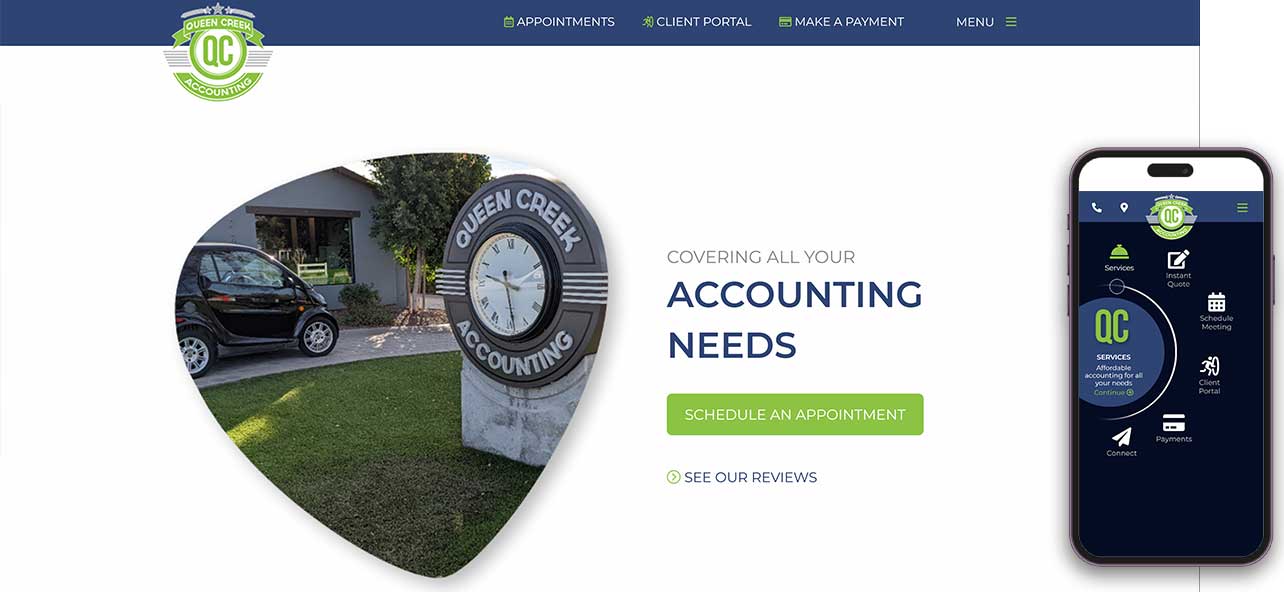 QUEEN CREEK
QC
ACCOUNTING
APPOINTMENTS
CLIENT PORTAL
MAKE A PAYMENT
MENU
QUEEN CREEK
ACCOUNTING
XII
COVERING ALL YOUR
ACCOUNTING
NEEDS
SCHEDULE AN APPOINTMENT
SEE OUR REVIEWS
QUEEN CREEK
QC
ACCOUNTING
Services
Instant
Quote
Schedule
Meeting
QC
SERVICES
Affordable
accounting for all
your needs
Continue
Client
Portal
Payments
Connect